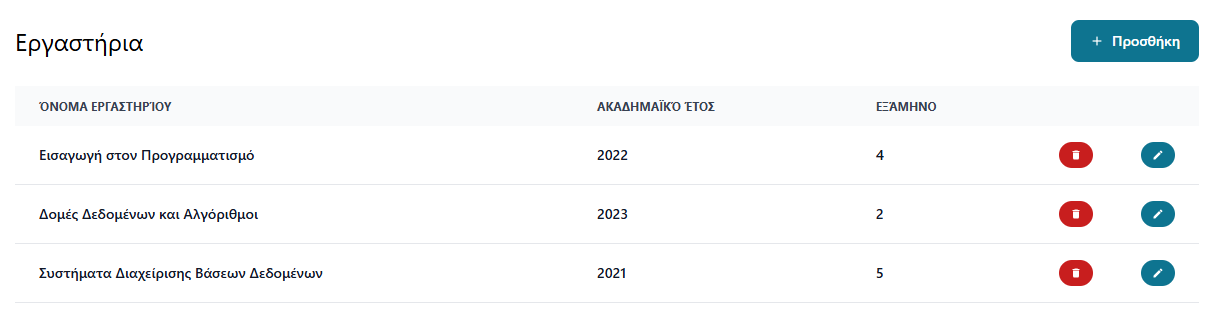 Εργαστήρια
+ Προσθήκη
ΌΝΟΜΑ ΕΡΓΑΣΤΗΡΊΟΥ ΑΚΑΔΗΜΑΪΚΌ ΈΤΟΣ ΕΞΆΜΗΝΟ
Εισαγωγή στον Προγραμματισμό 2022 4
Δομές Δεδομένων και Αλγόριθμοι 2023 2
Συστήματα Διαχείρισης Βάσεων Δεδομένων 2021 5